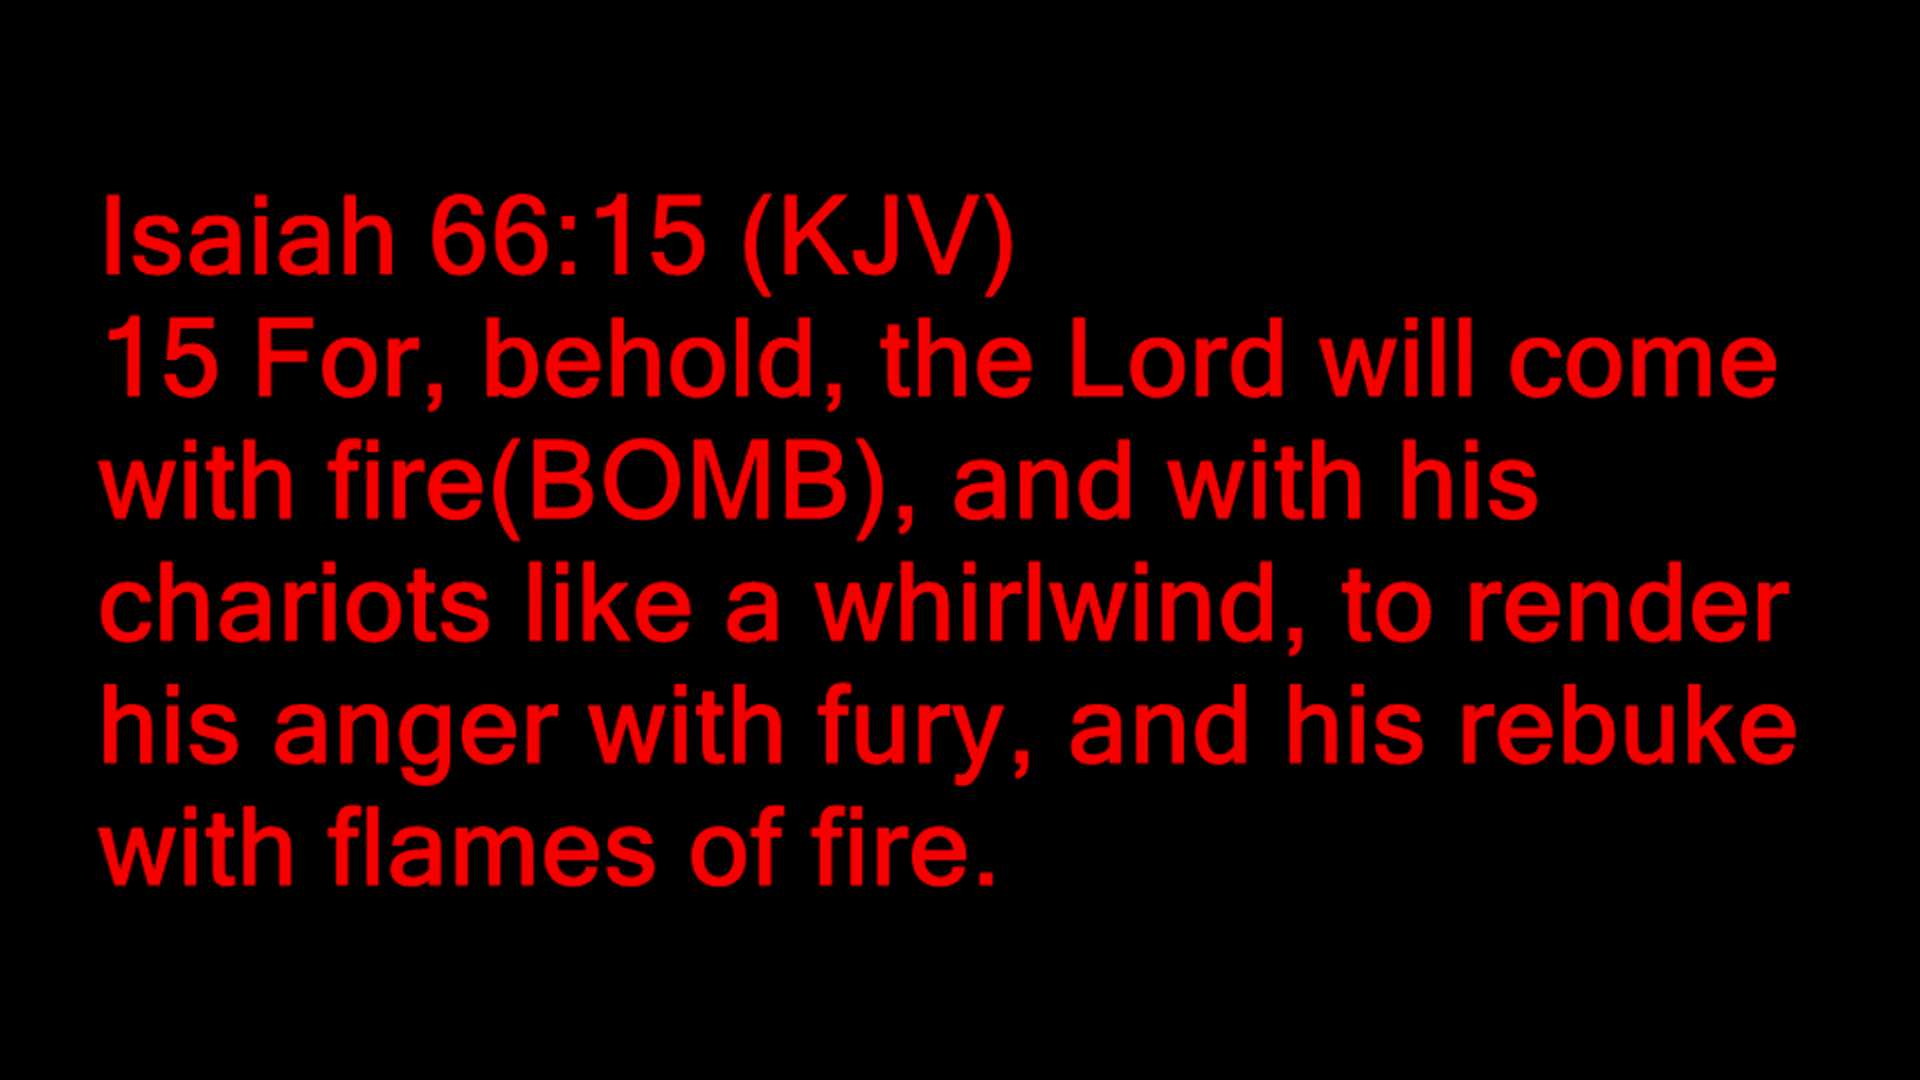 Isaiah 66:15 (KJV)
15 For, behold, the Lord will come
with fire(BOMB), and with his
chariots like a whirlwind, to render
his anger with fury, and his rebuke
with flames of fire.